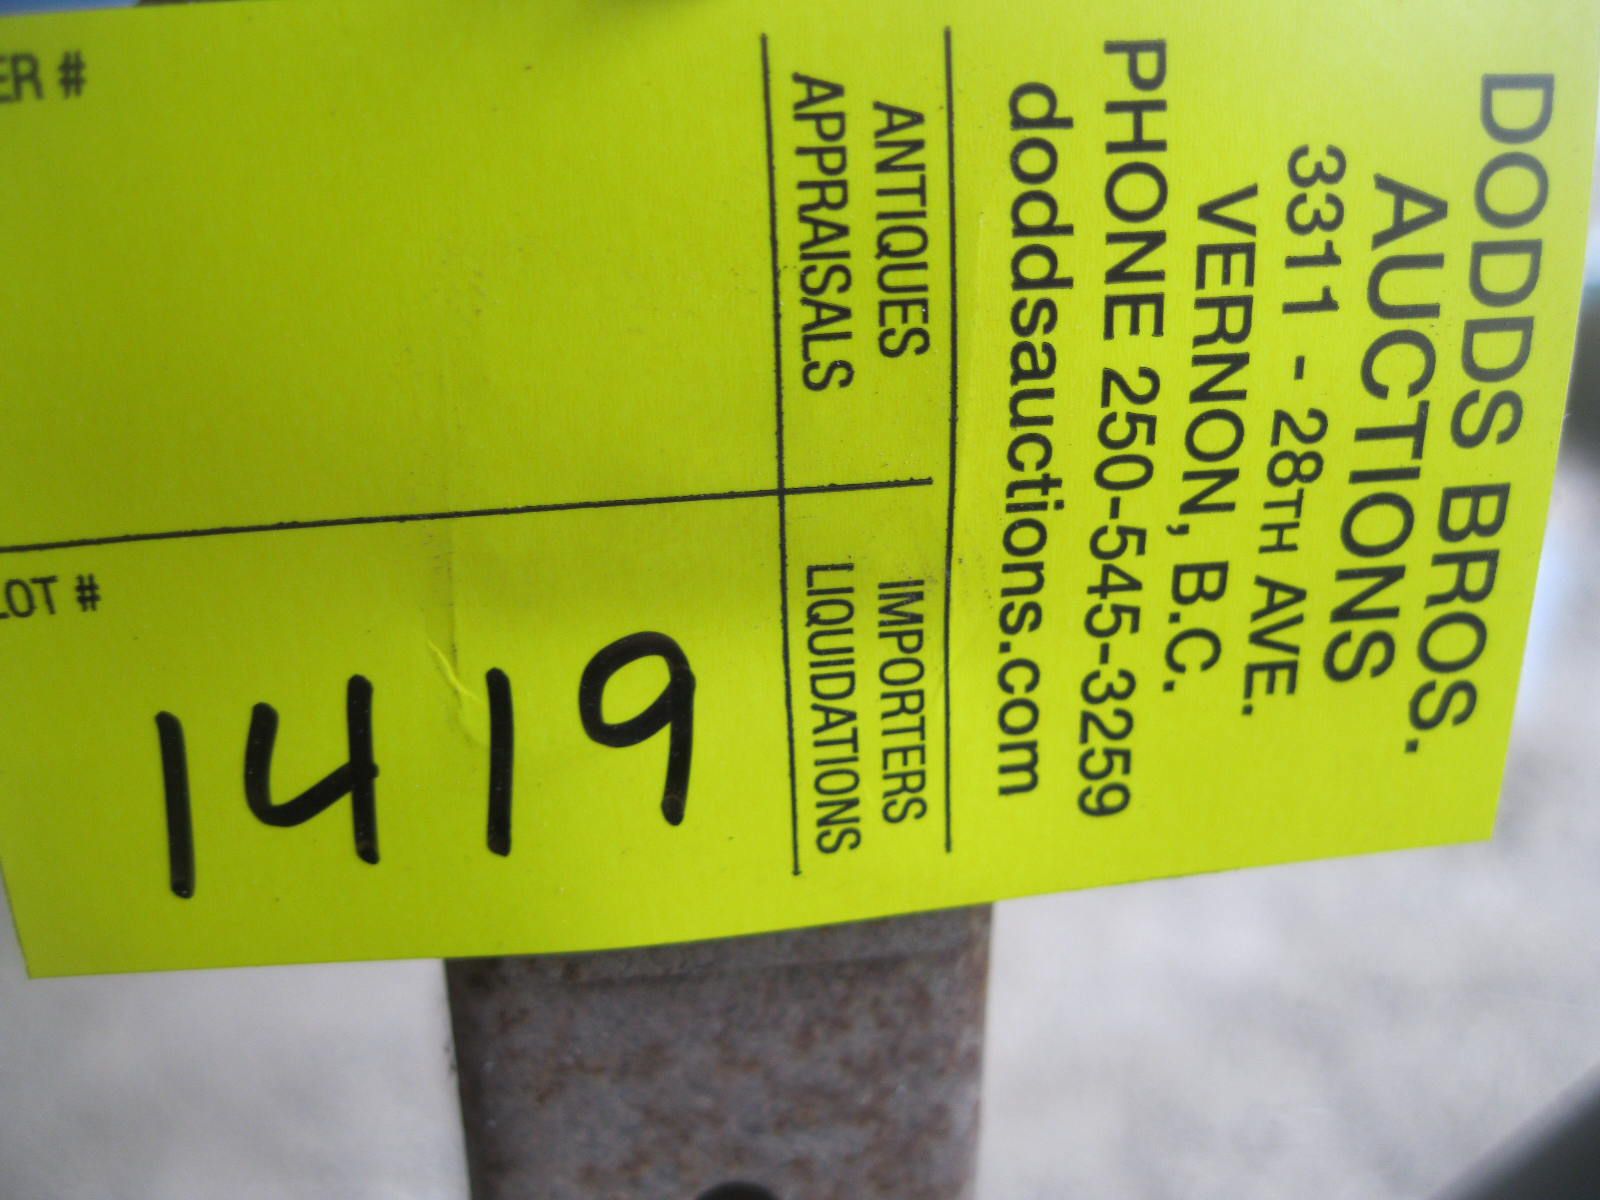 DODDS BROS.
AUCTIONS
3311 - 28TH AVE.
VERNON, B.C.
PHONE 250-545-3259
doddsauctions.com
ANTIQUES IMPORTERS
APPRAISALS LIQUIDATIONS
ER #
LOT #
1419